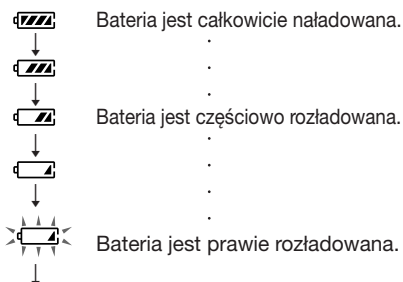 Bateria jest całkowicie naładowana.
.
.
.
Bateria jest częściowo rozładowana.
.
.
.
.
Bateria jest prawie rozładowana.